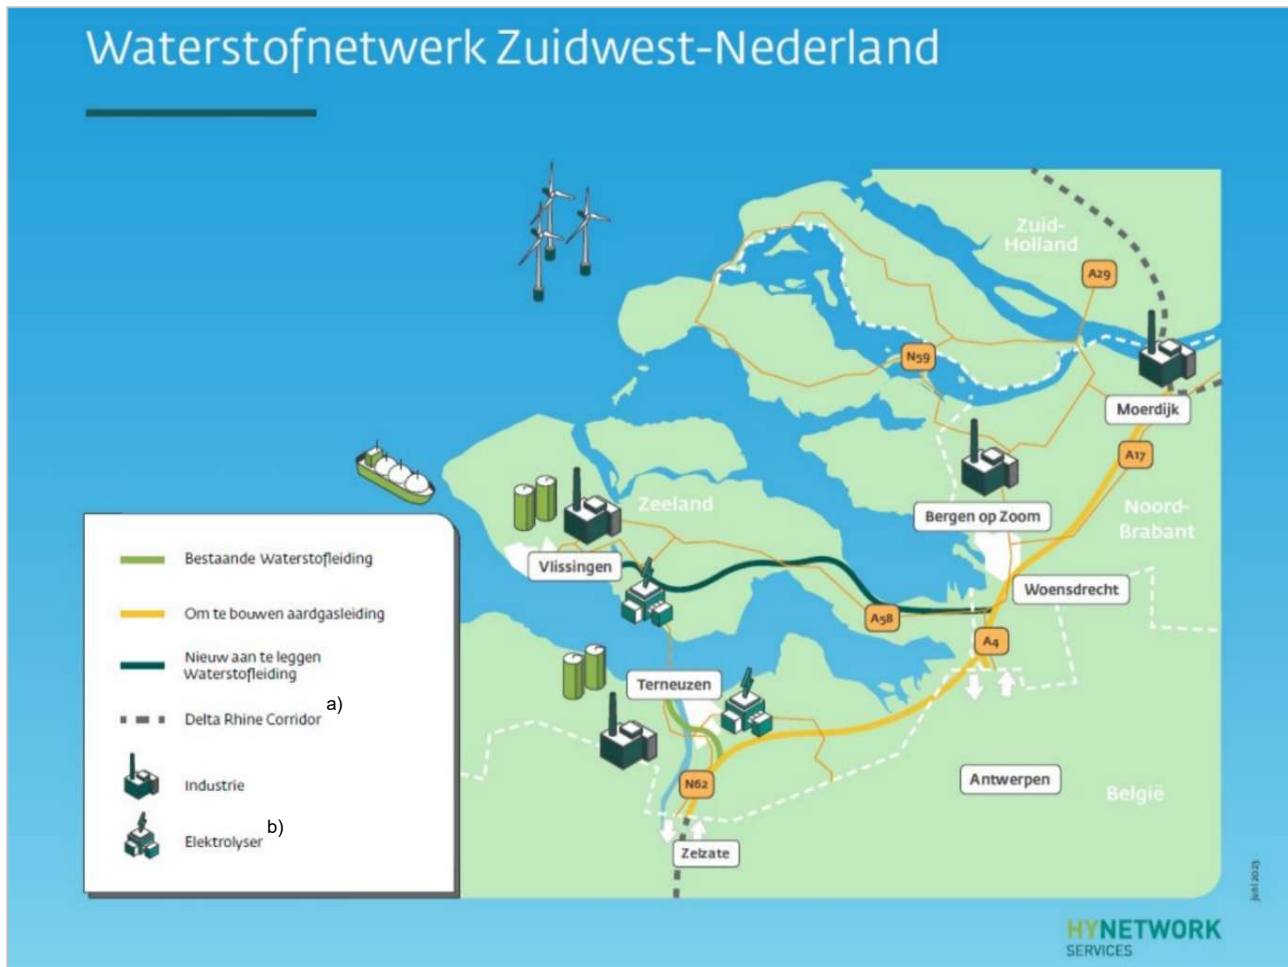 Waterstofnetwerk Zuidwest-Nederland
Zuid-
Holland
A29
N59
Moerdijk
A17
Zeeland
Bergen op Zoom
Noord-
Brabant
Vlissingen
Woensdrecht
A58
A4
Terneuzen
N62
Antwerpen
België
Zelzate
Bestaande Waterstofleiding
Om te bouwen aardgasleiding
Nieuw aan te leggen
Waterstofleiding
Delta Rhine Corridor a)
Industrie
Elektrolyser b)
juni 2023
HYNETWORK
SERVICES